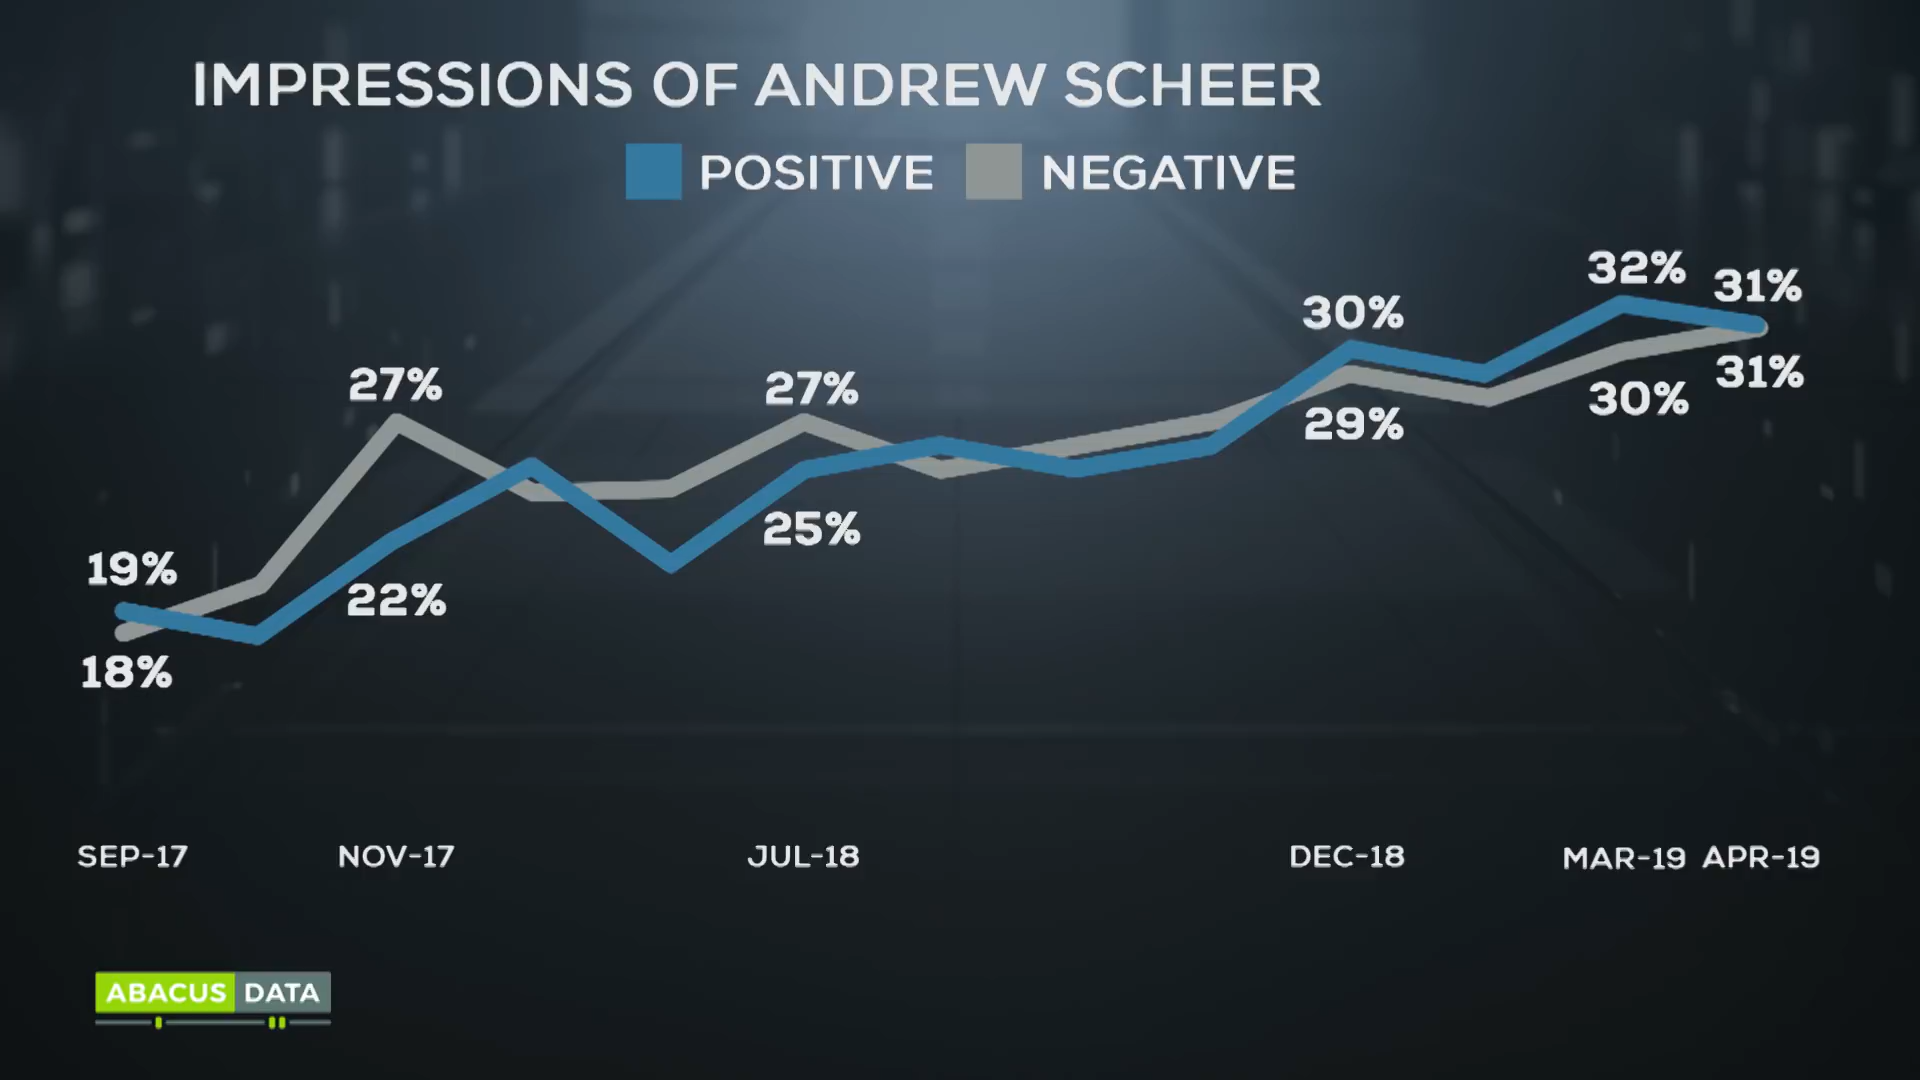 IMPRESSIONS OF ANDREW SCHEER
POSITIVE NEGATIVE
32% 31%
30%
27% 27%
31%
30%
29%
25%
19%
22%
18%
SEP-17 NOV-17 JUL-18 DEC-18 MAR-19 APR-19
ABACUS DATA